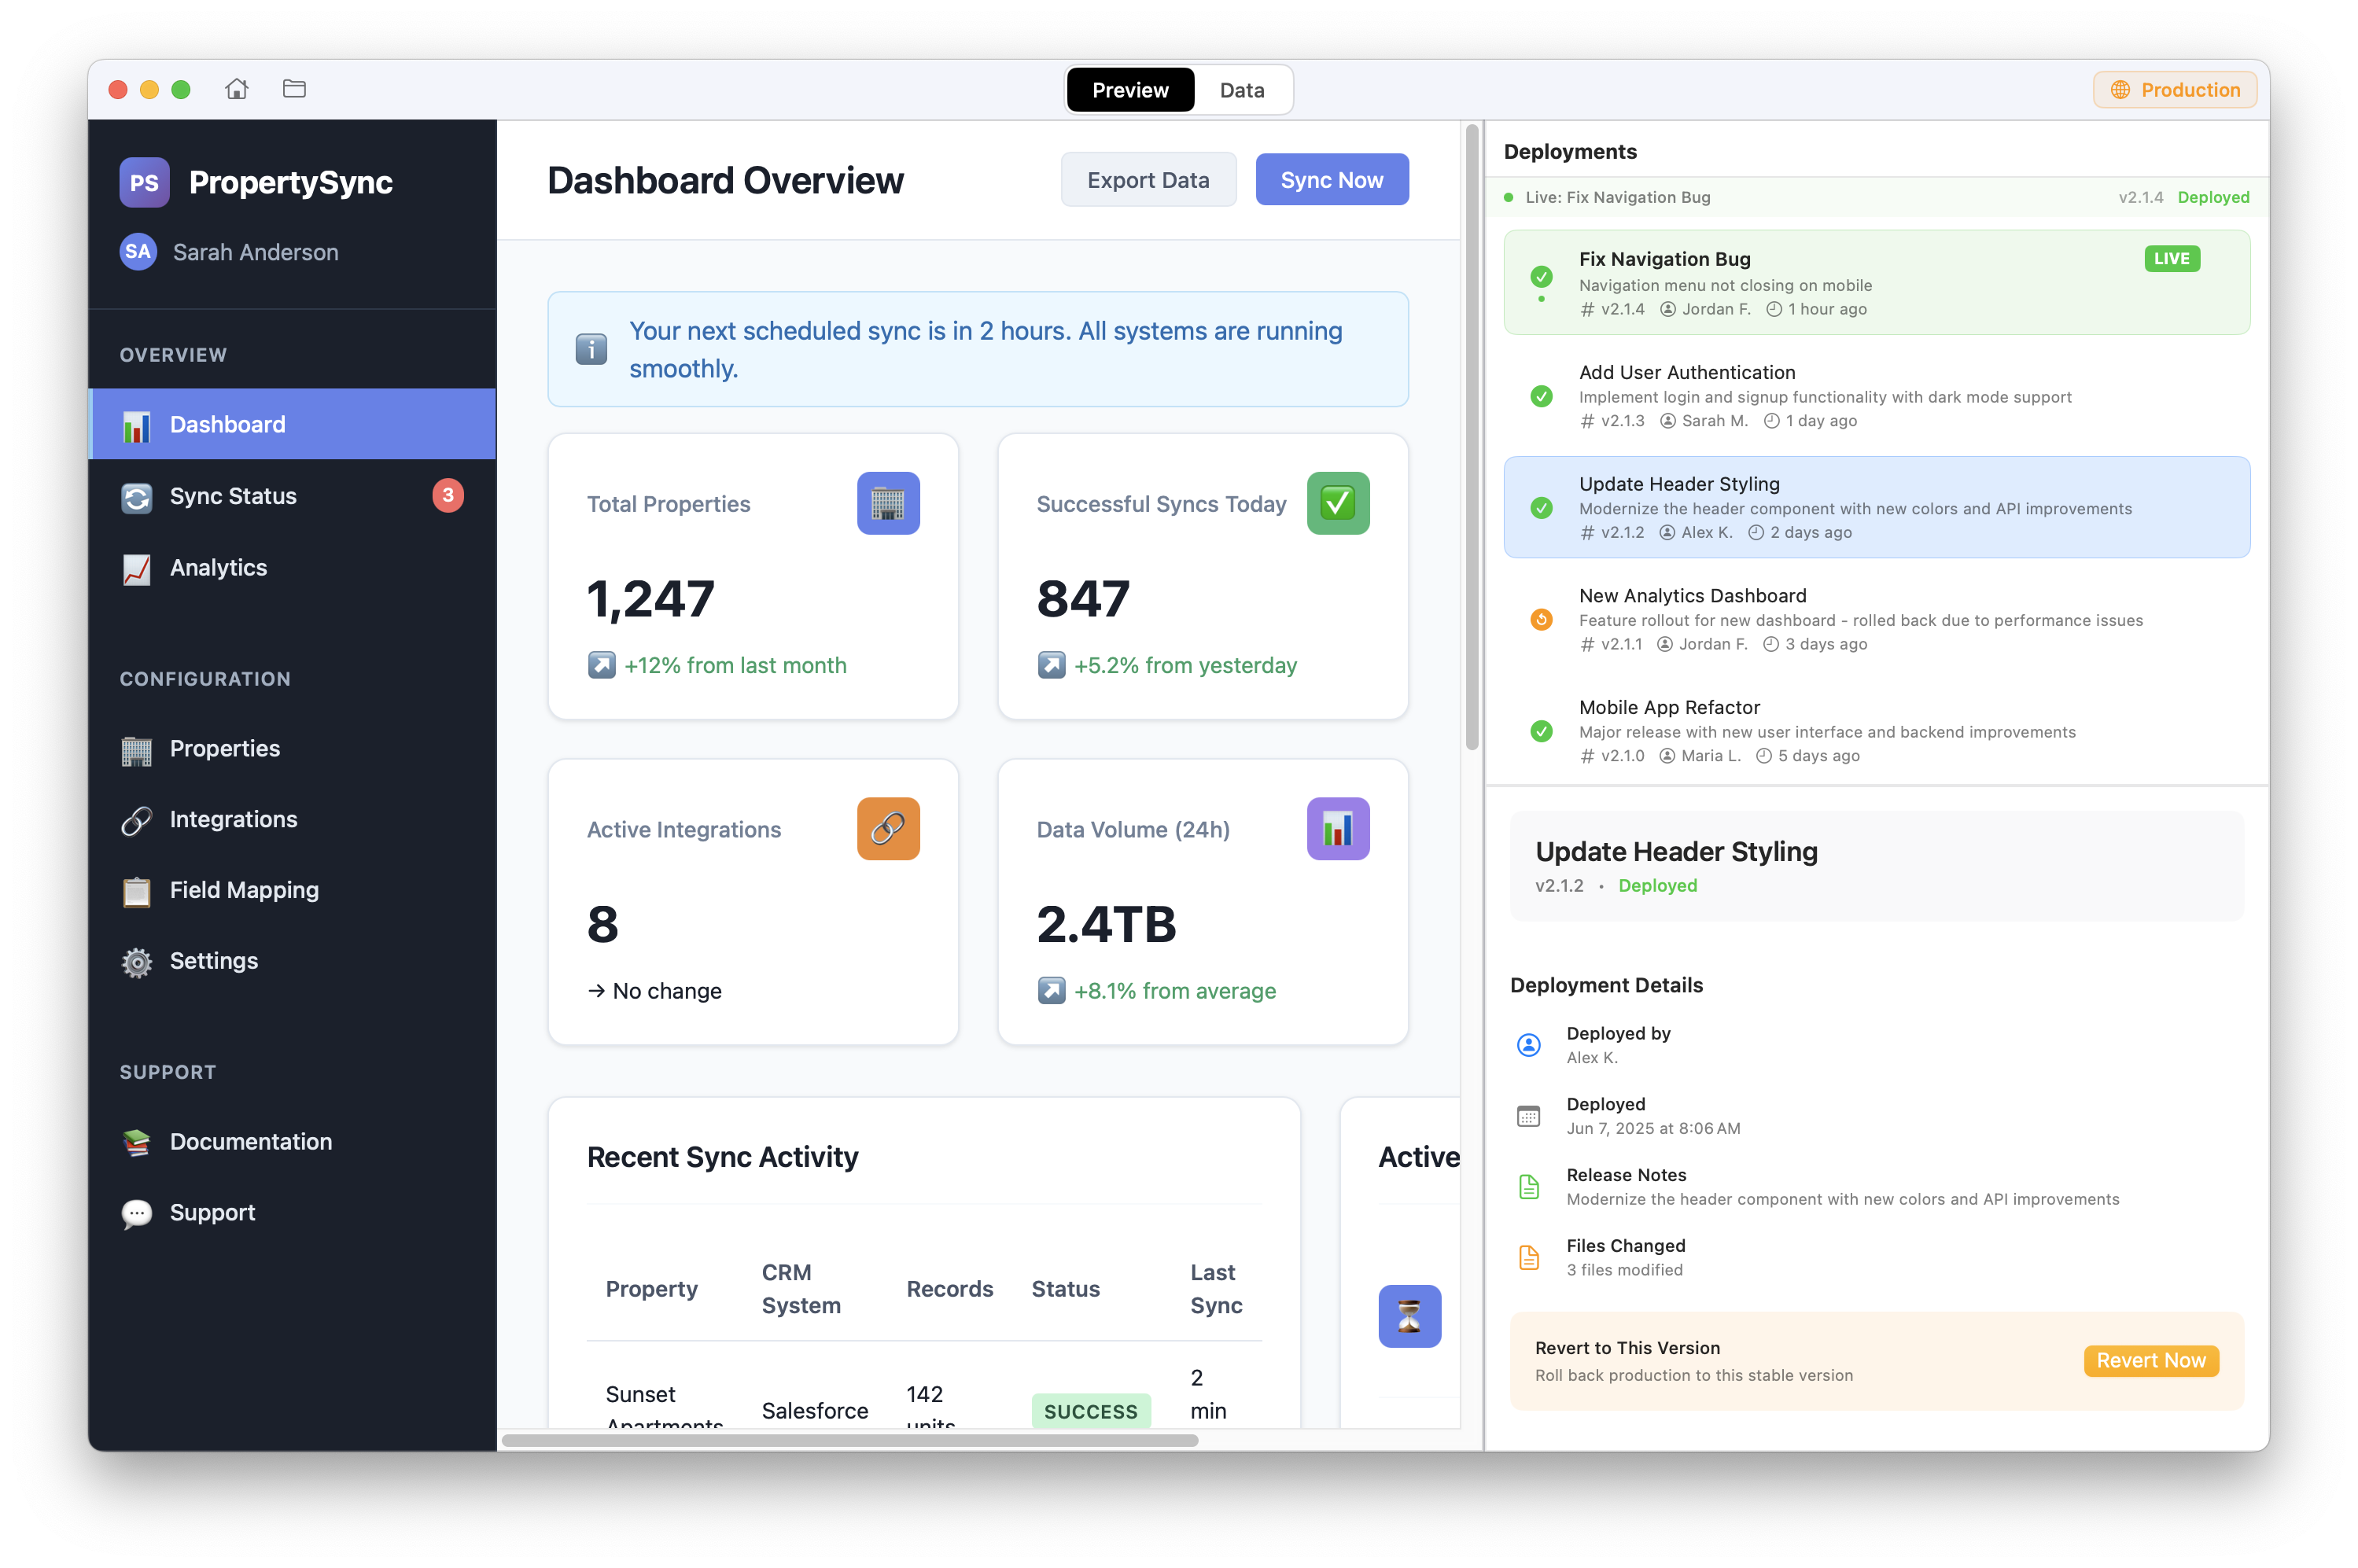 Preview
Data
Production
PS
PropertySync
SA
Sarah Anderson
OVERVIEW
Dashboard
Sync Status
3
Analytics
CONFIGURATION
Properties
Integrations
Field Mapping
Settings
SUPPORT
Documentation
Support
Dashboard Overview
Export Data
Sync Now
Your next scheduled sync is in 2 hours. All systems are running
smoothly.
Total Properties
1,247
+12% from last month
Successful Syncs Today
847
+5.2% from yesterday
Active Integrations
8
→ No change
Data Volume (24h)
2.4TB
+8.1% from average
Recent Sync Activity
Property
CRM
System
Records
Status
Last
Sync
Sunset
Apartments
Salesforce
142
units
SUCCESS
2
min
Active
Deployments
Live: Fix Navigation Bug
v2.1.4
Deployed
Fix Navigation Bug
LIVE
Navigation menu not closing on mobile
# v2.1.4 Jordan F. 1 hour ago
Add User Authentication
Implement login and signup functionality with dark mode support
# v2.1.3 Sarah M. 1 day ago
Update Header Styling
Modernize the header component with new colors and API improvements
# v2.1.2 Alex K. 2 days ago
New Analytics Dashboard
Feature rollout for new dashboard - rolled back due to performance issues
# v2.1.1 Jordan F. 3 days ago
Mobile App Refactor
Major release with new user interface and backend improvements
# v2.1.0 Maria L. 5 days ago
Update Header Styling
v2.1.2 • Deployed
Deployment Details
Deployed by
Alex K.
Deployed
Jun 7, 2025 at 8:06 AM
Release Notes
Modernize the header component with new colors and API improvements
Files Changed
3 files modified
Revert to This Version
Roll back production to this stable version
Revert Now